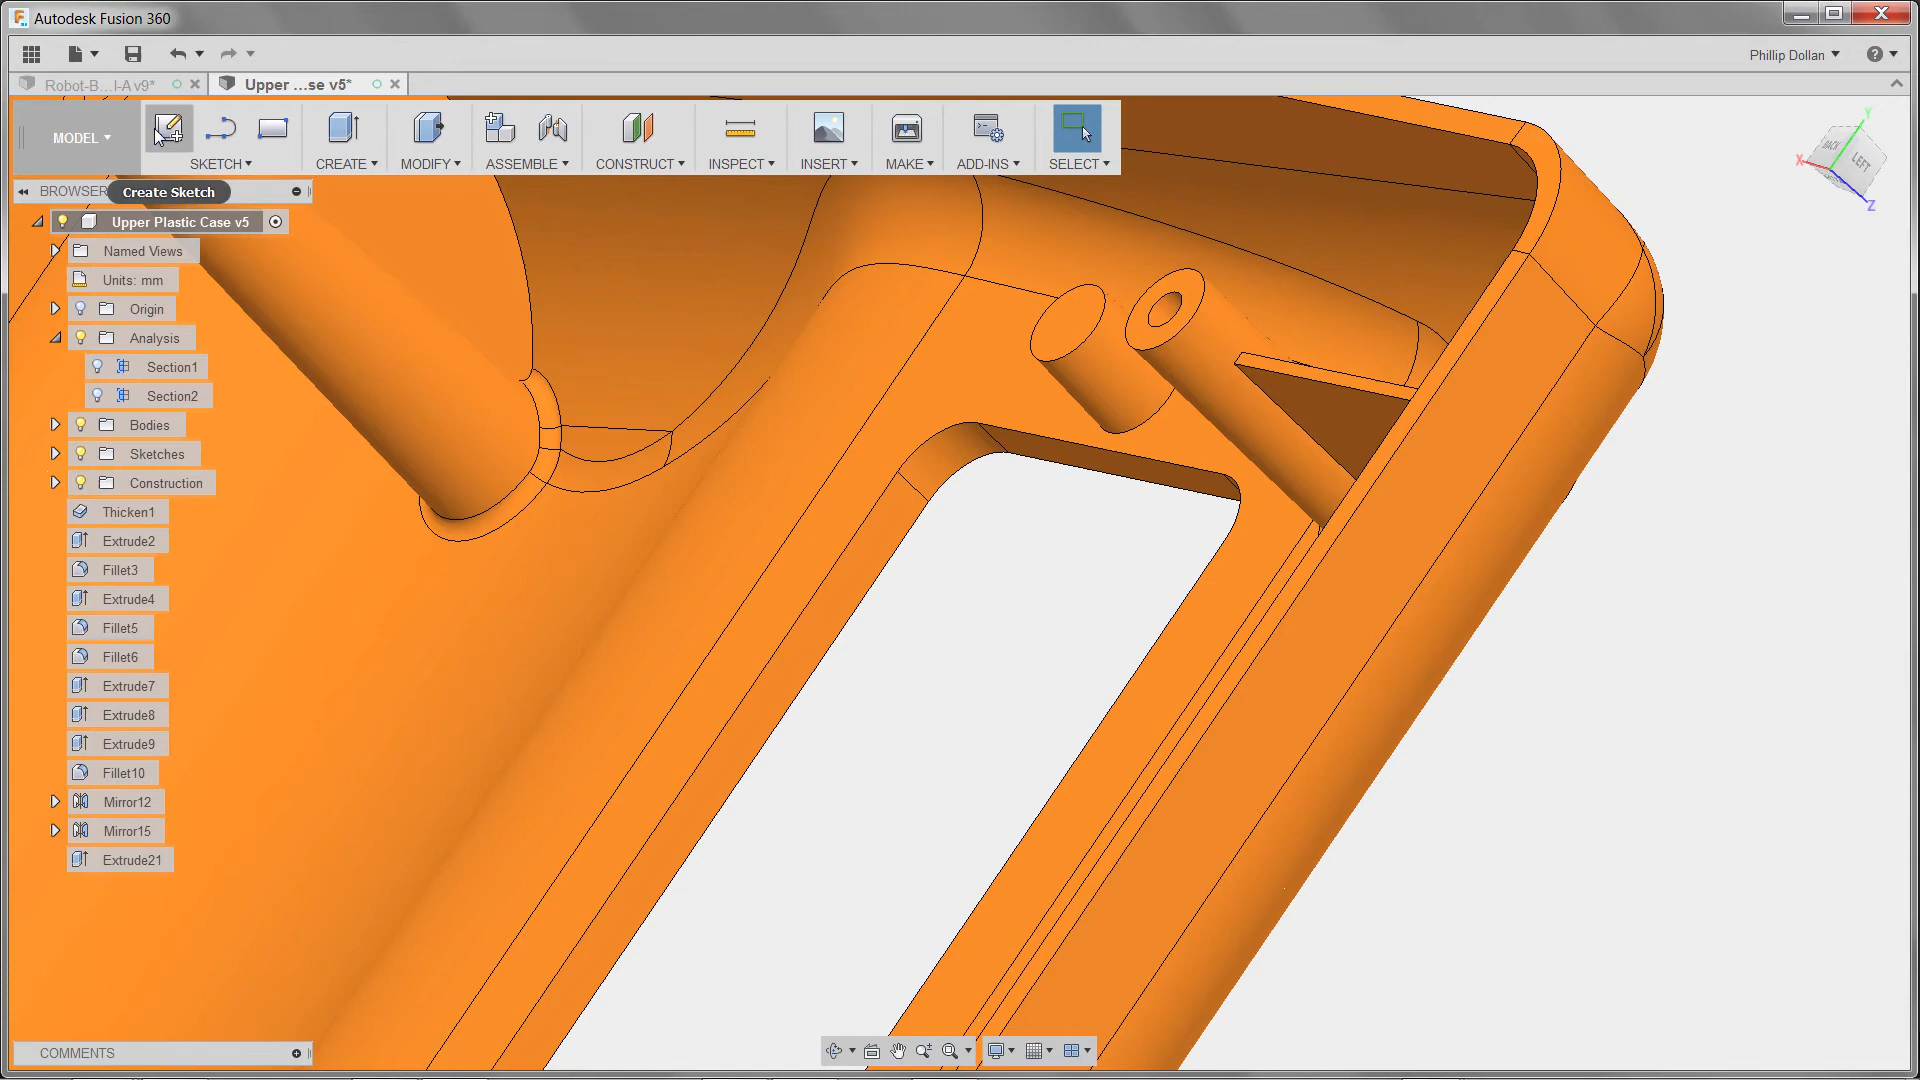 Autodesk Fusion 360
Phillip Dollan
Robot-B...l-A v9*
Upper ...se v5*
MODEL
SKETCH
CREATE
MODIFY
ASSEMBLE
CONSTRUCT
INSPECT
INSERT
MAKE
ADD-INS
SELECT
BROWSER
Create Sketch
Upper Plastic Case v5
Named Views
Units: mm
Origin
Analysis
Section1
Section2
Bodies
Sketches
Construction
Thicken1
Extrude2
Fillet3
Extrude4
Fillet5
Fillet6
Extrude7
Extrude8
Extrude9
Fillet10
Mirror12
Mirror15
Extrude21
COMMENTS
Y
BACK
LEFT
X
Z